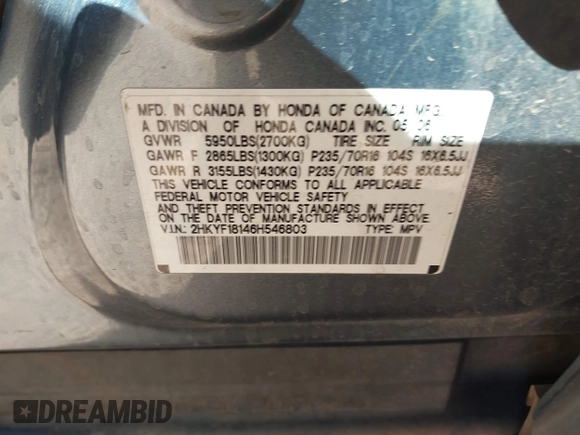 MFD. IN CANADA BY HONDA OF CANADA MFG.
A DIVISION OF HONDA CANADA INC. 05/06
GVWR 5950LBS(2700KG) TIRE SIZE RIM SIZE
GAWR F 2865LBS(1300KG) P235/70R16 104S 16X6.5JJ
GAWR R 3155LBS(1430KG) P235/70R16 104S 16X6.5JJ
THIS VEHICLE CONFORMS TO ALL APPLICABLE
FEDERAL MOTOR VEHICLE SAFETY
AND THEFT PREVENTION STANDARDS IN EFFECT
ON THE DATE OF MANUFACTURE SHOWN ABOVE.
V.I.N.: 2HKYF18146H546803 TYPE: MPV
DREAMBID